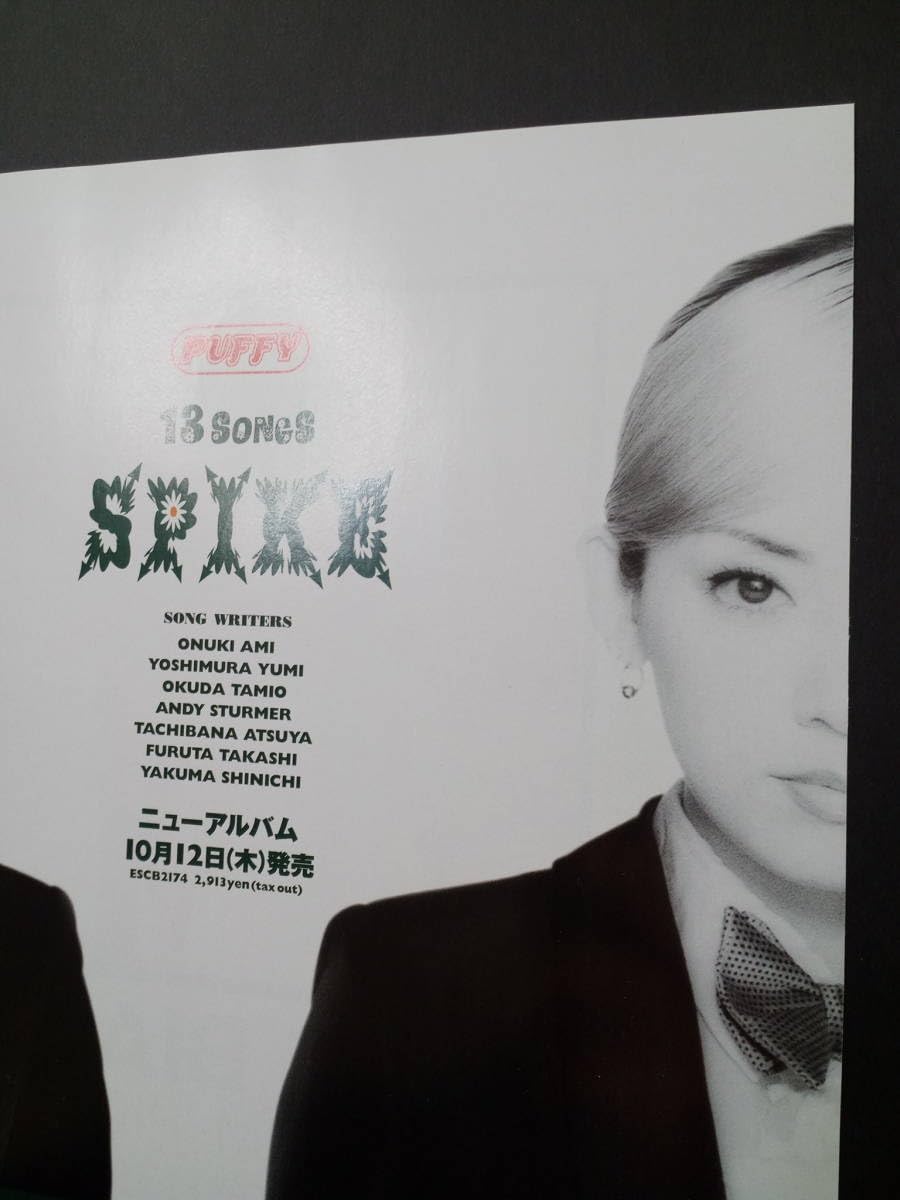 PUFFY
13 SONGS
SPIKE
SONG WRITERS
ONUKI AMI
YOSHIMURA YUMI
OKUDA TAMIO
ANDY STURMER
TACHIBANA ATSUYA
FURUTA TAKASHI
YAKUMA SHINICHI
ニューアルバム
10月12日(木)発売
ESCB2174 2,913yen(tax out)